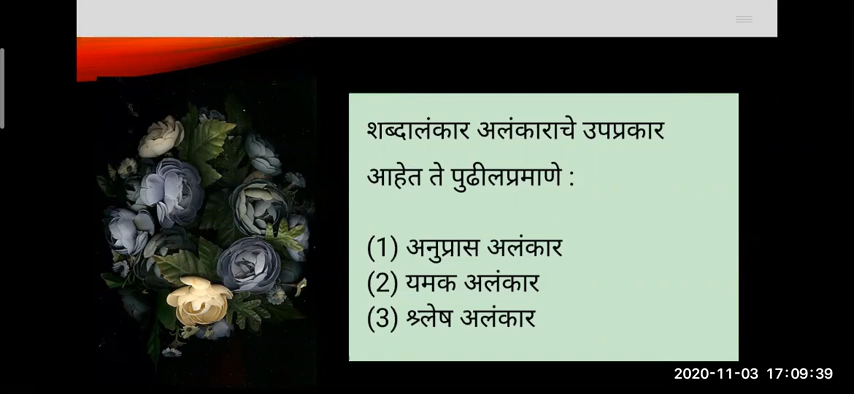 शब्दालंकार अलंकाराचे उपप्रकार
आहेत ते पुढीलप्रमाणे :
(1) अनुप्रास अलंकार
(2) यमक अलंकार
(3) श्लेष अलंकार
2020-11-03 17:09:39